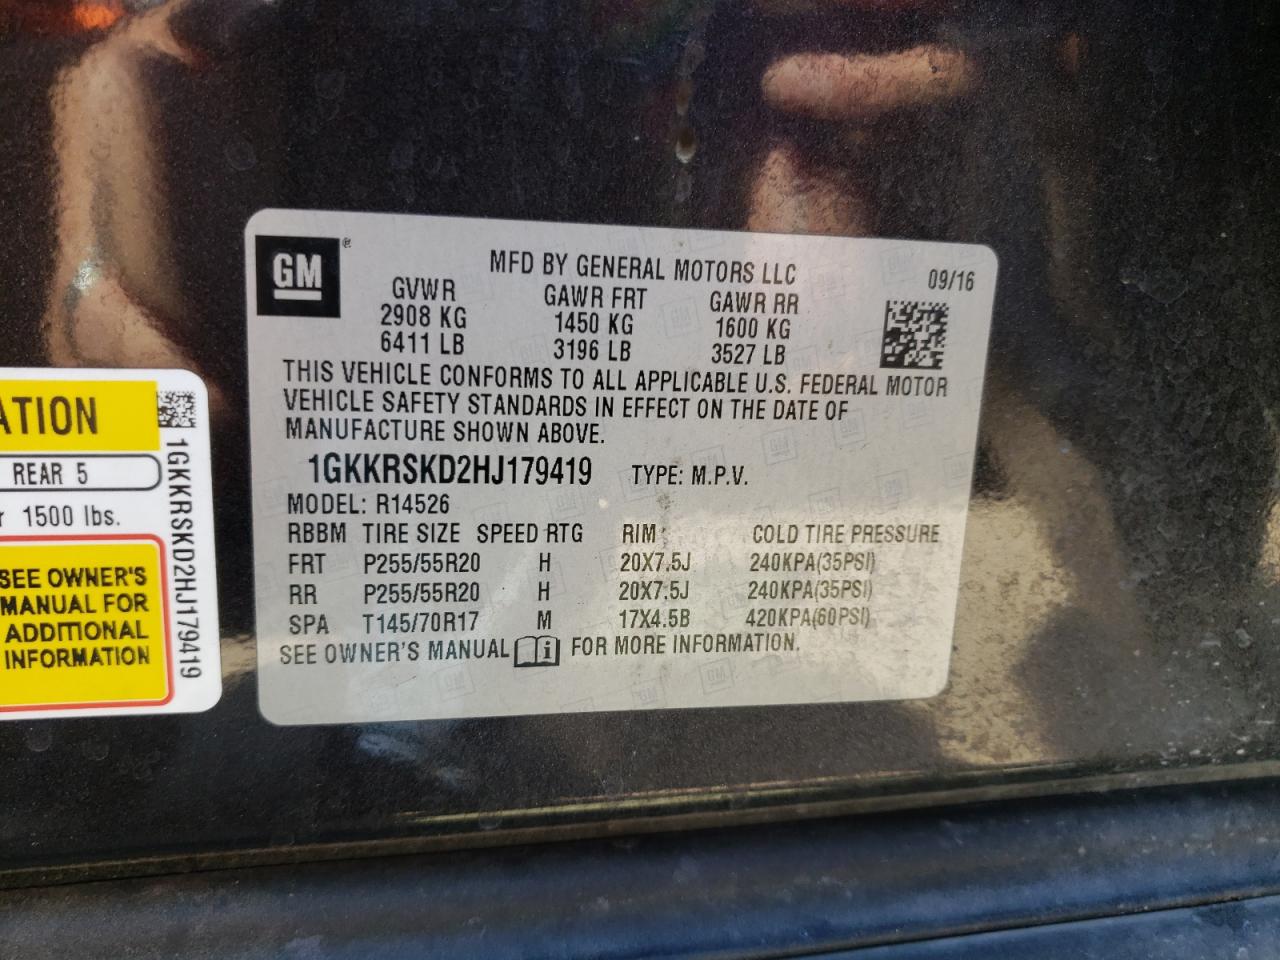 GM ®
MFD BY GENERAL MOTORS LLC 09/16
GVWR GAWR FRT GAWR RR
2908 KG 1450 KG 1600 KG
6411 LB 3196 LB 3527 LB
THIS VEHICLE CONFORMS TO ALL APPLICABLE U.S. FEDERAL MOTOR
VEHICLE SAFETY STANDARDS IN EFFECT ON THE DATE OF
MANUFACTURE SHOWN ABOVE.
1GKKRSKD2HJ179419 TYPE: M.P.V.
MODEL: R14526
RBBM TIRE SIZE SPEED RTG RIM COLD TIRE PRESSURE
FRT P255/55R20 H 20X7.5J 240KPA(35PSI)
RR P255/55R20 H 20X7.5J 240KPA(35PSI)
SPA T145/70R17 M 17X4.5B 420KPA(60PSI)
SEE OWNER'S MANUAL FOR MORE INFORMATION.
ATION
REAR 5
r 1500 lbs.
SEE OWNER'S
MANUAL FOR
ADDITIONAL
INFORMATION
1GKKRSKD2HJ179419